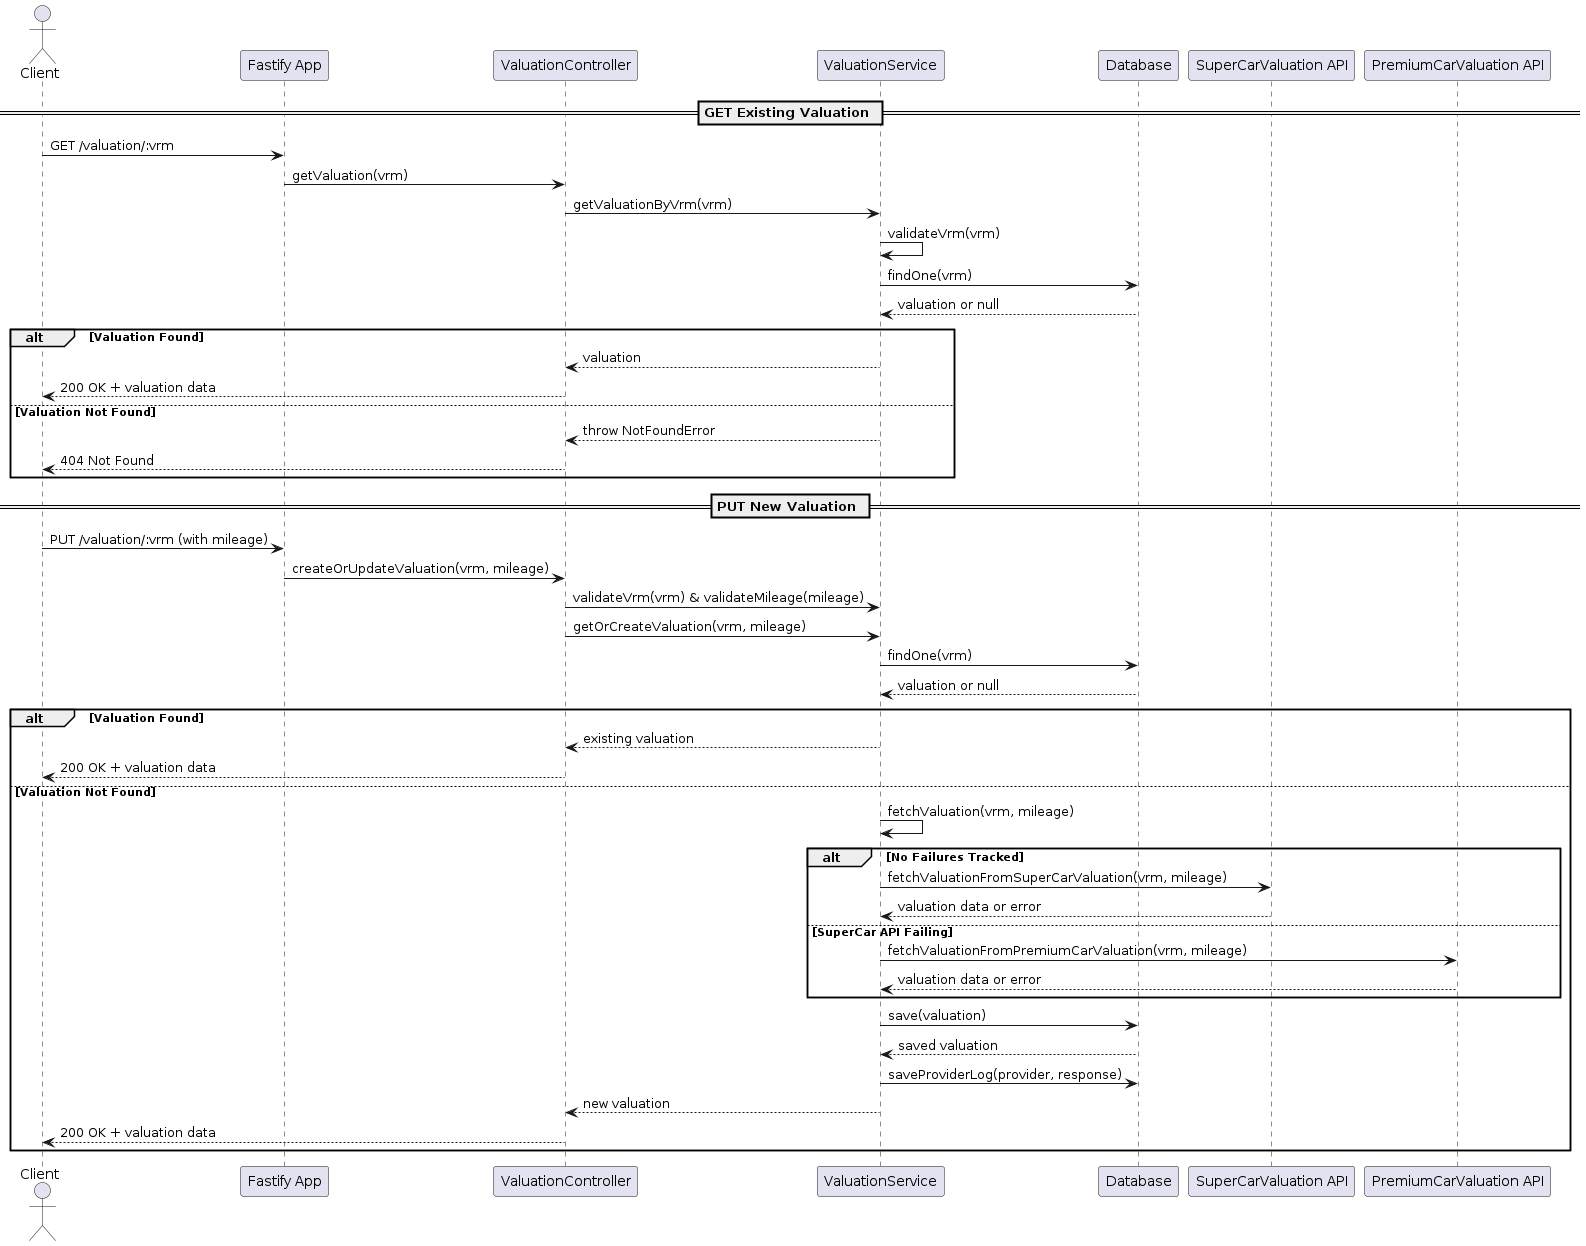 Client
Fastify App
ValuationController
ValuationService
Database
SuperCarValuation API
PremiumCarValuation API
GET Existing Valuation
GET /valuation/:vrm
getValuation(vrm)
getValuationByVrm(vrm)
validateVrm(vrm)
findOne(vrm)
valuation or null
alt
[Valuation Found]
valuation
200 OK + valuation data
[Valuation Not Found]
throw NotFoundError
404 Not Found
PUT New Valuation
PUT /valuation/:vrm (with mileage)
createOrUpdateValuation(vrm, mileage)
validateVrm(vrm) & validateMileage(mileage)
getOrCreateValuation(vrm, mileage)
findOne(vrm)
valuation or null
alt
[Valuation Found]
existing valuation
200 OK + valuation data
[Valuation Not Found]
fetchValuation(vrm, mileage)
alt
[No Failures Tracked]
fetchValuationFromSuperCarValuation(vrm, mileage)
valuation data or error
[SuperCar API Failing]
fetchValuationFromPremiumCarValuation(vrm, mileage)
valuation data or error
save(valuation)
saved valuation
saveProviderLog(provider, response)
new valuation
200 OK + valuation data
Client
Fastify App
ValuationController
ValuationService
Database
SuperCarValuation API
PremiumCarValuation API